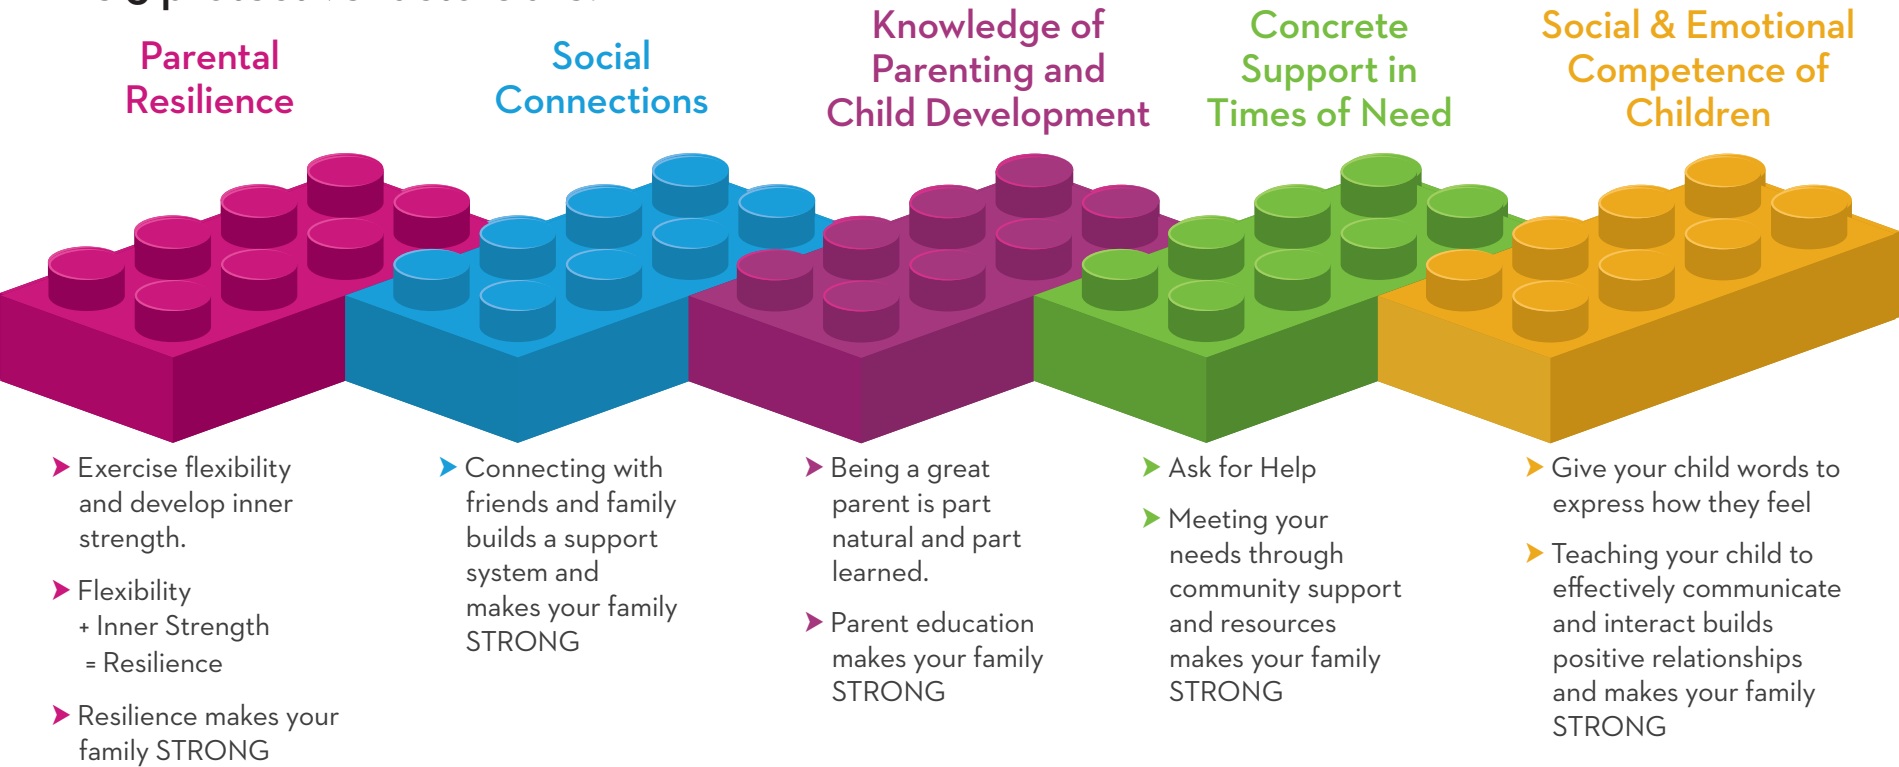 Parental
Resilience
Social
Connections
Knowledge of
Parenting and
Child Development
Concrete
Support in
Times of Need
Social & Emotional
Competence of
Children
➤ Exercise flexibility
and develop inner
strength.
➤ Flexibility
+ Inner Strength
= Resilience
➤ Resilience makes your
family STRONG
➤ Connecting with
friends and family
builds a support
system and
makes your family
STRONG
➤ Being a great
parent is part
natural and part
learned.
➤ Parent education
makes your family
STRONG
➤ Ask for Help
➤ Meeting your
needs through
community support
and resources
makes your family
STRONG
➤ Give your child words to
express how they feel
➤ Teaching your child to
effectively communicate
and interact builds
positive relationships
and makes your family
STRONG